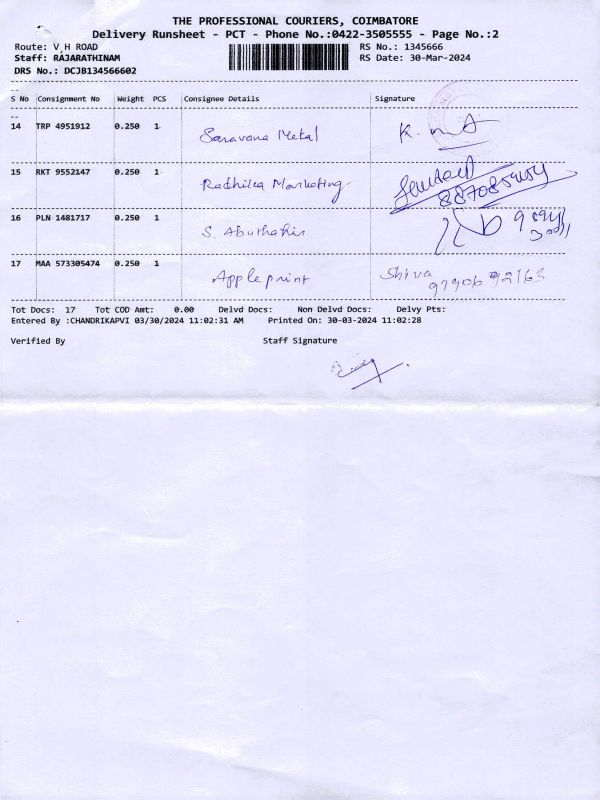 THE PROFESSIONAL COURIERS, COIMBATORE
Delivery Runsheet - PCT - Phone No.:0422-3505555 - Page No.:2
Route: V H ROAD
Staff: RAJARATHINAM
DRS No.: DCJB134566602
RS No.: 1345666
RS Date: 30-Mar-2024
S No Consignment No Weight PCS Consignee Details Signature
14 TRP 4951912 0.250 1 Saravana Metal
15 RKT 9552147 0.250 1 Radhika Marketing
16 PLN 1481717 0.250 1 S. Abuthahir
17 MAA 573305474 0.250 1 Appleprint Shiva
97906 92163
Tot Docs: 17 Tot COD Amt: 0.00 Delvd Docs: Non Delvd Docs: Delvy Pts:
Entered By :CHANDRIKAPVI 03/30/2024 11:02:31 AM Printed On: 30-03-2024 11:02:28
Verified By Staff Signature